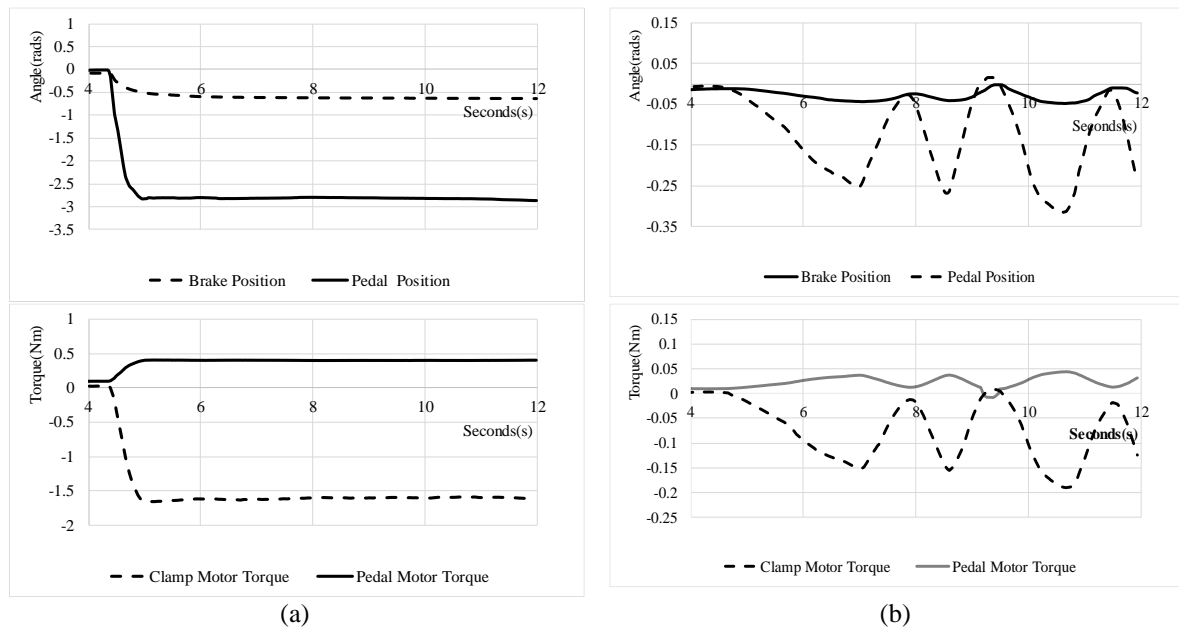 1
0.5
0
-0.5
-1
-1.5
-2
-2.5
-3
-3.5
4 6 8 10 12
Angle(rads)
Seconds(s)
Brake Position Pedal Position
0.15
0.05
-0.05
-0.15
-0.25
-0.35
4 6 8 10 12
Angle(rads)
Seconds(s)
Brake Position Pedal Position
1
0.5
0
-0.5
-1
-1.5
-2
4 6 8 10 12
Torque(Nm)
Seconds(s)
Clamp Motor Torque Pedal Motor Torque
0.15
0.1
0.05
0
-0.05
-0.1
-0.15
-0.2
-0.25
4 6 8 10 12
Torque(Nm)
Seconds(s)
Clamp Motor Torque Pedal Motor Torque
(a)
(b)